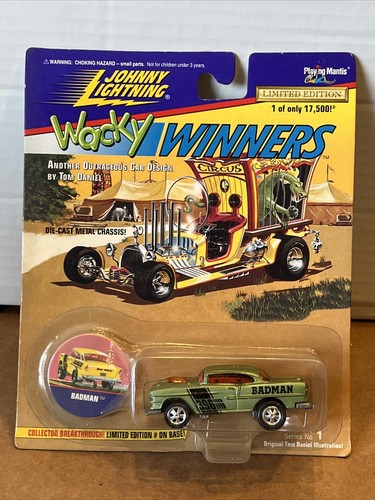 ⚠ WARNING: CHOKING HAZARD – small parts. Not for children under 3 years.
Playing Mantis
JOHNNY
LIGHTNING
LIMITED EDITION
1 of only 17,500!*
Wacky WINNERS™
ANOTHER OUTRAGEOUS CAR DESIGN
BY TOM DANIEL
CIRCUS
DIE-CAST METAL CHASSIS!
BADMAN™
BADMAN
COLLECTOR BREAKTHROUGH! LIMITED EDITION # ON BASE!
Series No. 1
Original Tom Daniel Illustration!